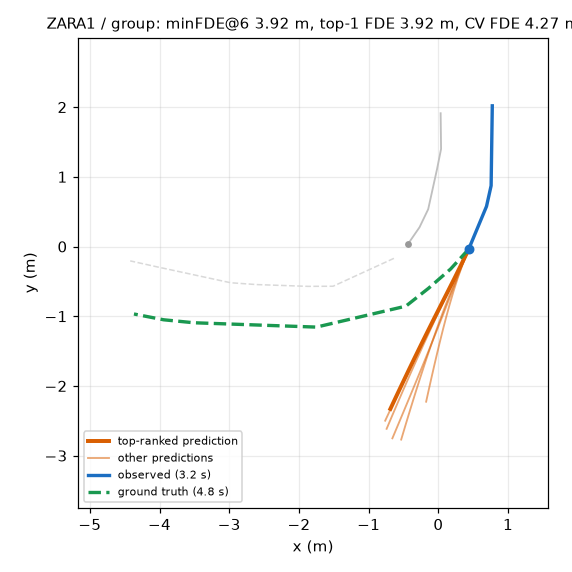 ZARA1 / group: minFDE@6 3.92 m, top-1 FDE 3.92 m, CV FDE 4.27 m
2
1
0
−1
−2
−3
y (m)
top-ranked prediction
other predictions
observed (3.2 s)
ground truth (4.8 s)
−5
−4
−3
−2
−1
0
1
x (m)